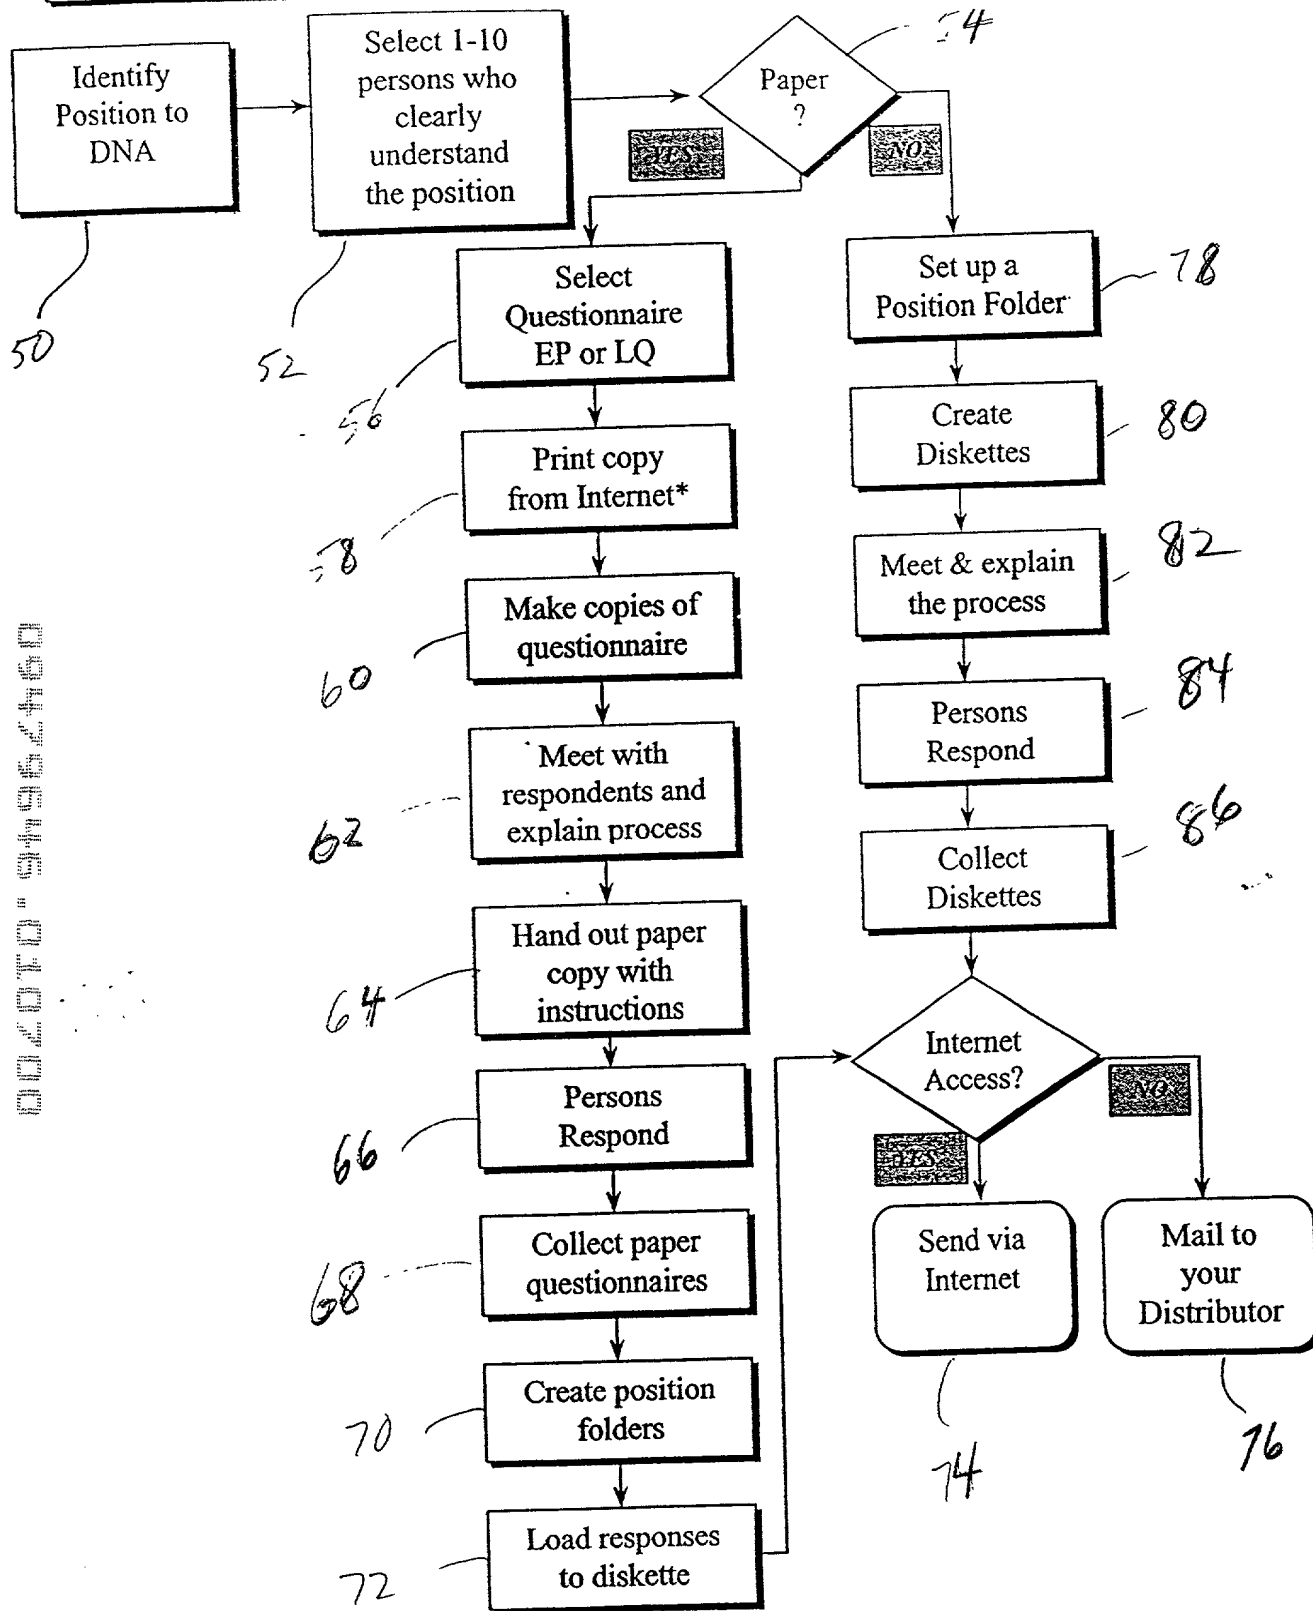 Identify
Position to
DNA
50
Select 1-10
persons who
clearly
understand
the position
52
Paper
?
54
YES
NO
Select
Questionnaire
EP or LQ
56
Print copy
from Internet*
58
Make copies of
questionnaire
60
Meet with
respondents and
explain process
62
Hand out paper
copy with
instructions
64
Persons
Respond
66
Collect paper
questionnaires
68
Create position
folders
70
Load responses
to diskette
72
Set up a
Position Folder
78
Create
Diskettes
80
Meet & explain
the process
82
Persons
Respond
84
Collect
Diskettes
86
Internet
Access?
YES
NO
Send via
Internet
74
Mail to
your
Distributor
76